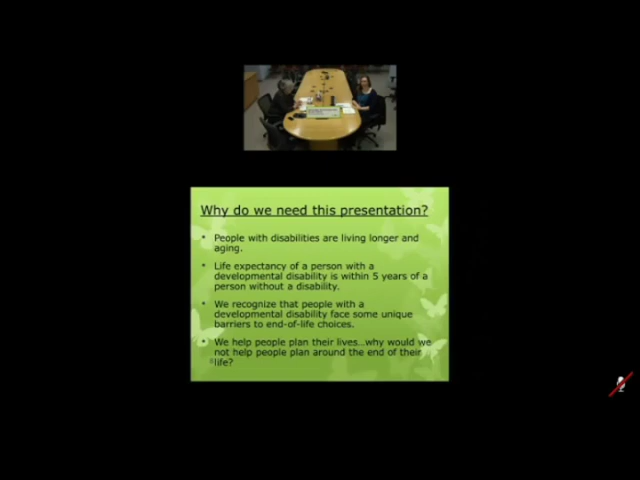 Why do we need this presentation?
• People with disabilities are living longer and
aging.
• Life expectancy of a person with a
developmental disability is within 5 years of a
person without a disability.
• We recognize that people with a
developmental disability face some unique
barriers to end-of-life choices.
• We help people plan their lives...why would we
not help people plan around the end of their
life?